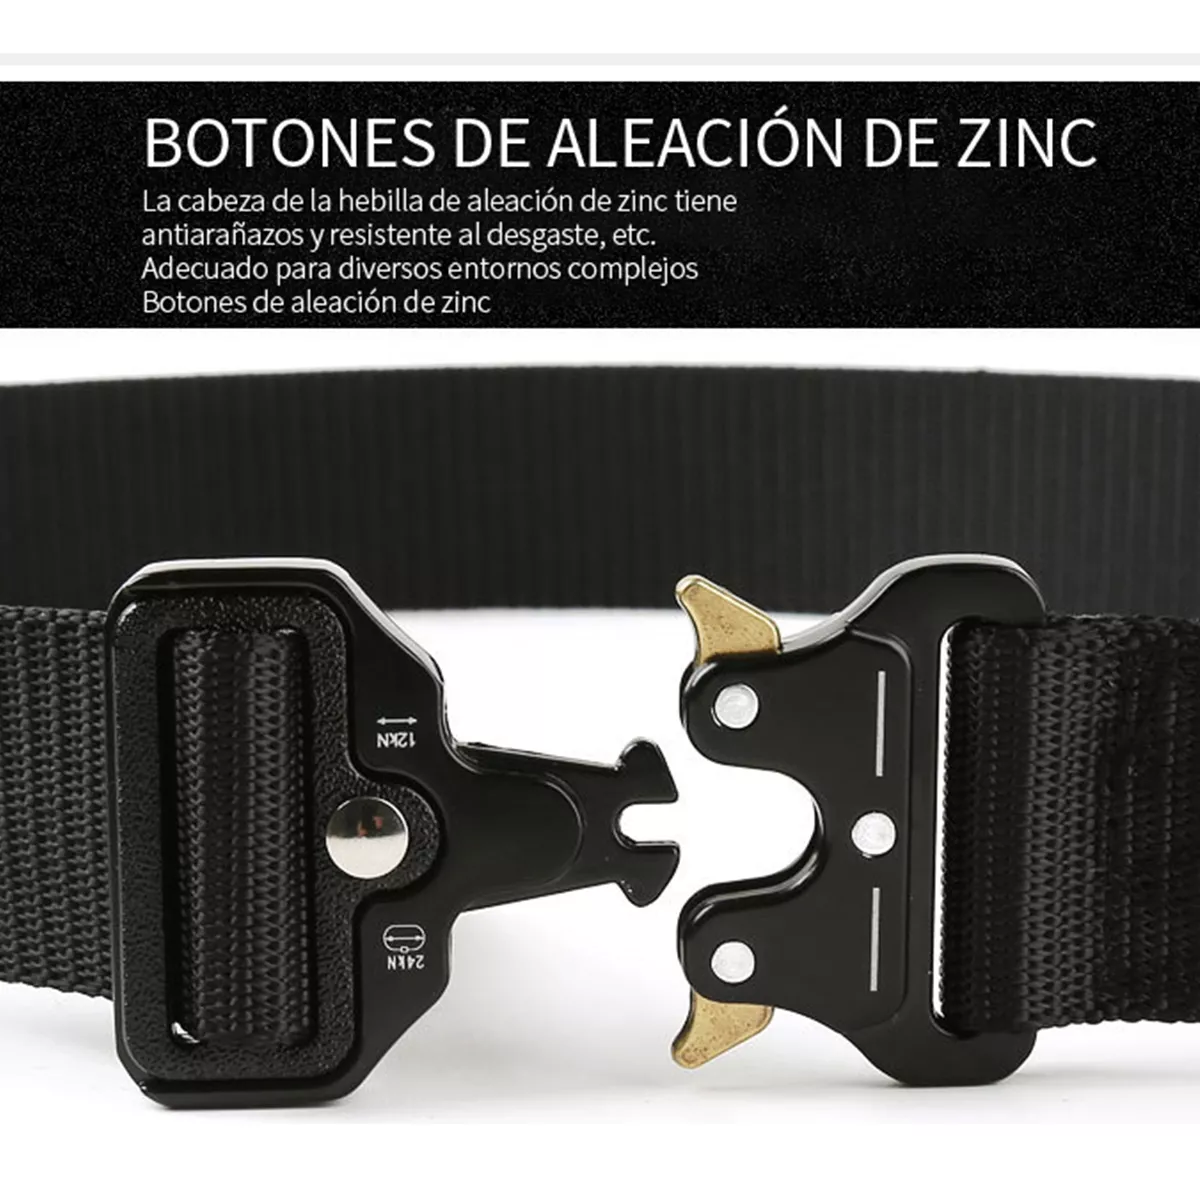 BOTONES DE ALEACIÓN DE ZINC
La cabeza de la hebilla de aleación de zinc tiene
antiarañazos y resistente al desgaste, etc.
Adecuado para diversos entornos complejos
Botones de aleación de zinc
12kN
24kN